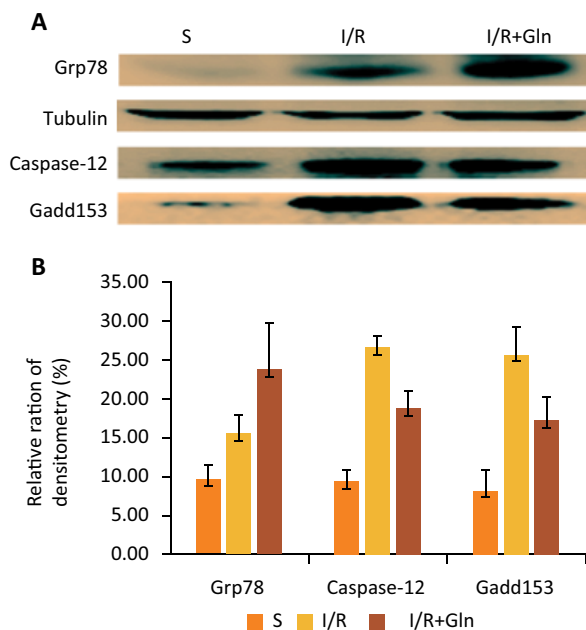 A
S I/R I/R+Gln
Grp78
Tubulin
Caspase-12
Gadd153
B
Relative ration of
densitometry (%)
35.00
30.00
25.00
20.00
15.00
10.00
5.00
0.00
Grp78 Caspase-12 Gadd153
S I/R I/R+Gln